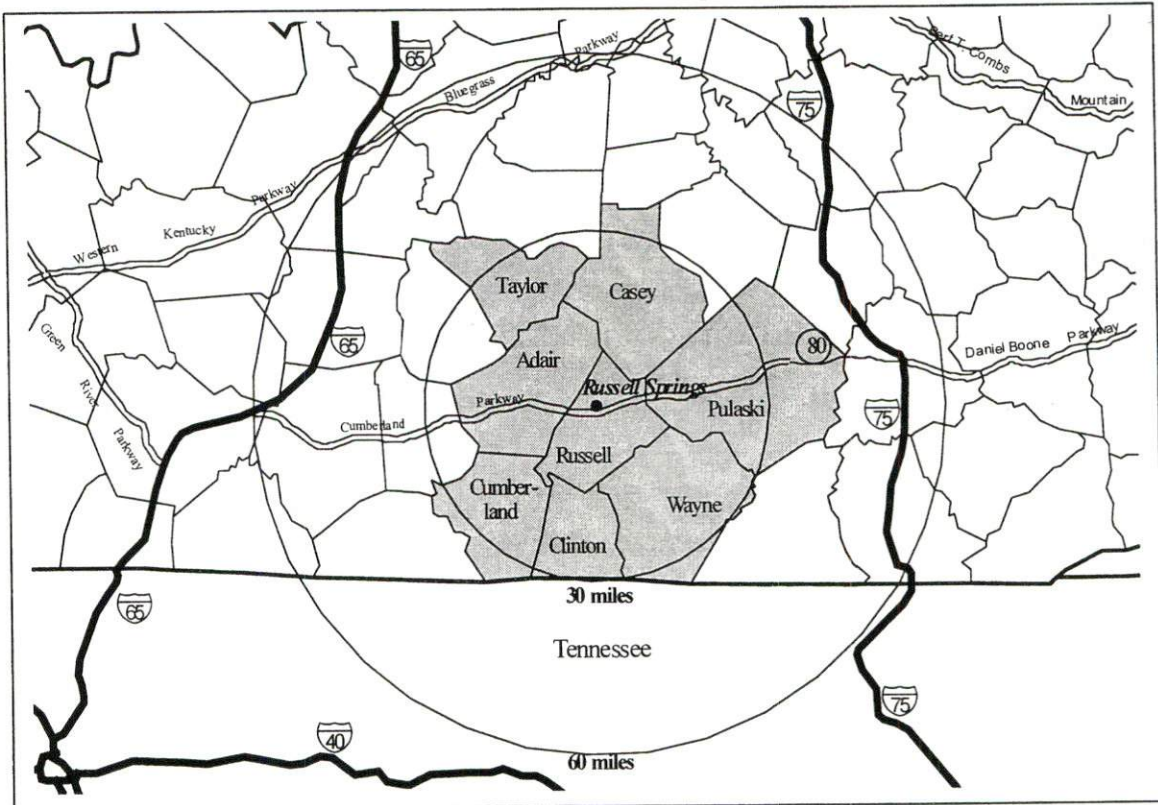 65
Bluegrass
Parkway
Bert T. Combs
Mountain
75
Western
Kentucky
Parkway
Green
River
Parkway
65
Taylor
Casey
Adair
80
Daniel Boone
Parkway
Russell Springs
Cumberland
Parkway
Pulaski
75
Russell
Cumber-
land
Wayne
Clinton
65
30 miles
Tennessee
75
40
60 miles